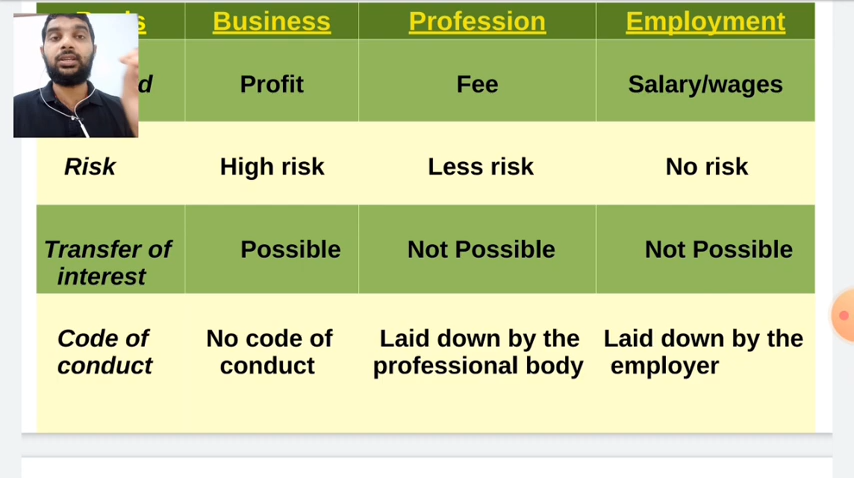 Business Profession Employment
Profit Fee Salary/wages
Risk High risk Less risk No risk
Transfer of
interest
Possible Not Possible Not Possible
Code of
conduct
No code of
conduct
Laid down by the
professional body
Laid down by the
employer